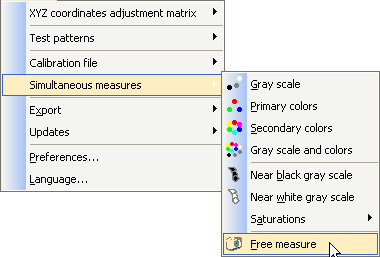 XYZ coordinates adjustment matrix
Test patterns
Calibration file
Simultaneous measures
Export
Updates
Preferences...
Language...
Gray scale
Primary colors
Secondary colors
Gray scale and colors
Near black gray scale
Near white gray scale
Saturations
Free measure